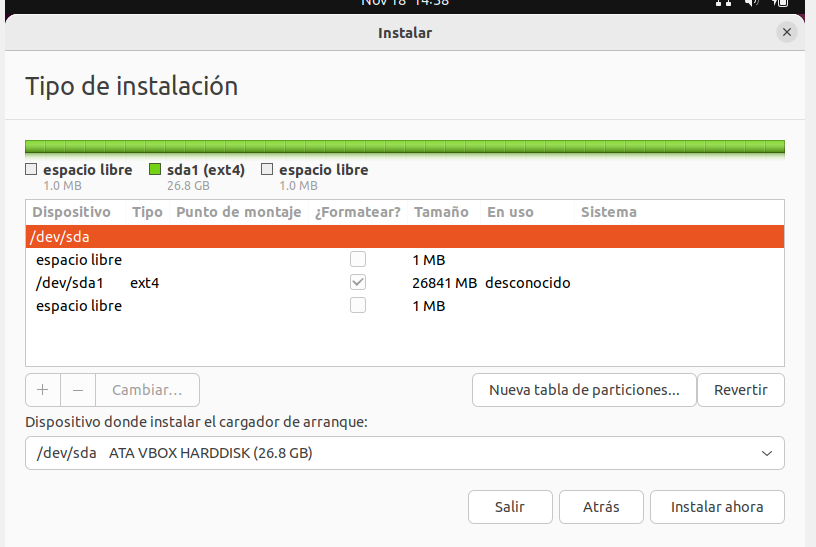 Nov 18 14:58
Instalar
Tipo de instalación
espacio libre sda1 (ext4) espacio libre
1.0 MB 26.8 GB 1.0 MB
Dispositivo Tipo Punto de montaje ¿Formatear? Tamaño En uso Sistema
/dev/sda
espacio libre 1 MB
/dev/sda1 ext4 26841 MB desconocido
espacio libre 1 MB
+ − Cambiar... Nueva tabla de particiones... Revertir
Dispositivo donde instalar el cargador de arranque:
/dev/sda ATA VBOX HARDDISK (26.8 GB)
Salir Atrás Instalar ahora